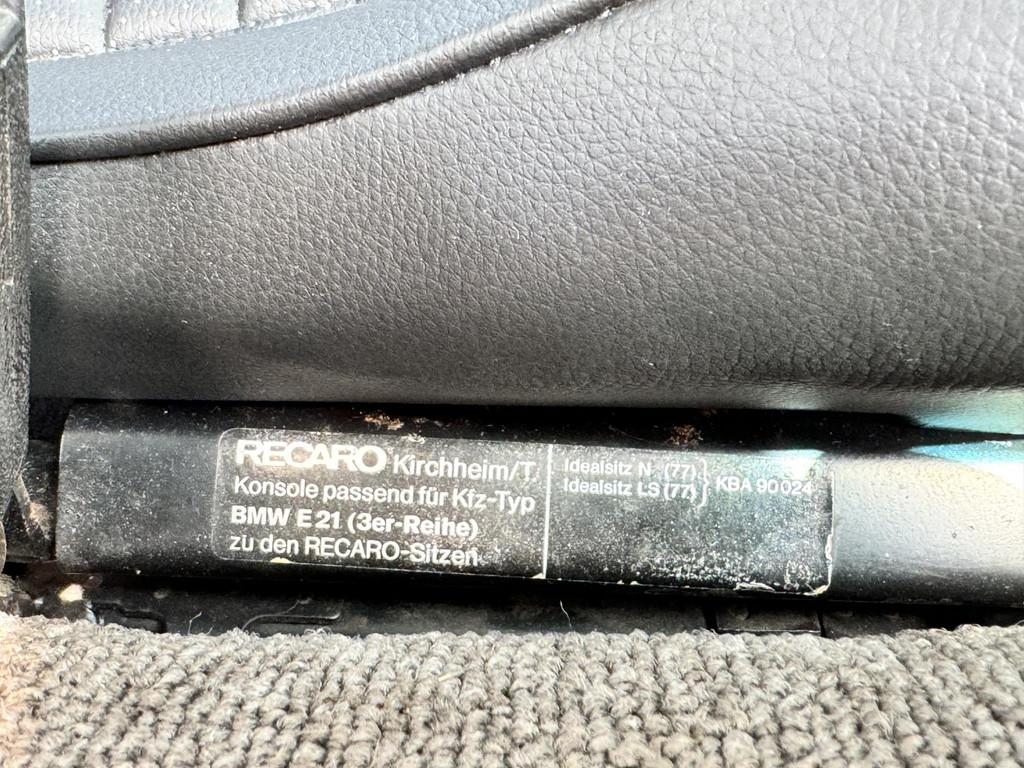 RECARO Kirchheim/T.
Konsole passend für Kfz-Typ
BMW E 21 (3er-Reihe)
zu den RECARO-Sitzen
Idealsitz N (77)
Idealsitz LS (77)
KBA 90024